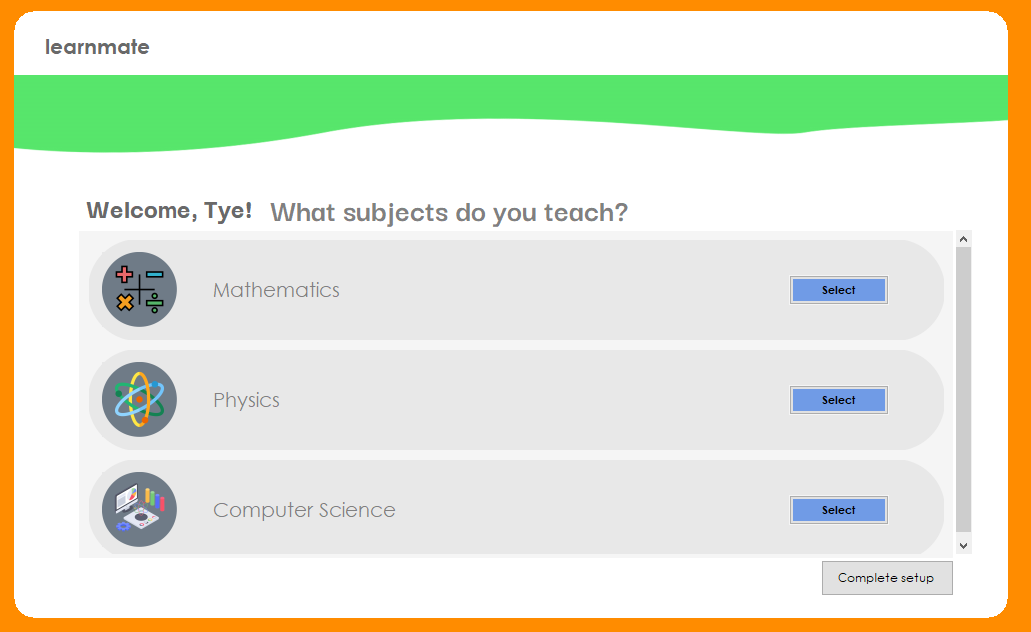 learnmate
Welcome, Tye! What subjects do you teach?
Mathematics Select
Physics Select
Computer Science Select
Complete setup